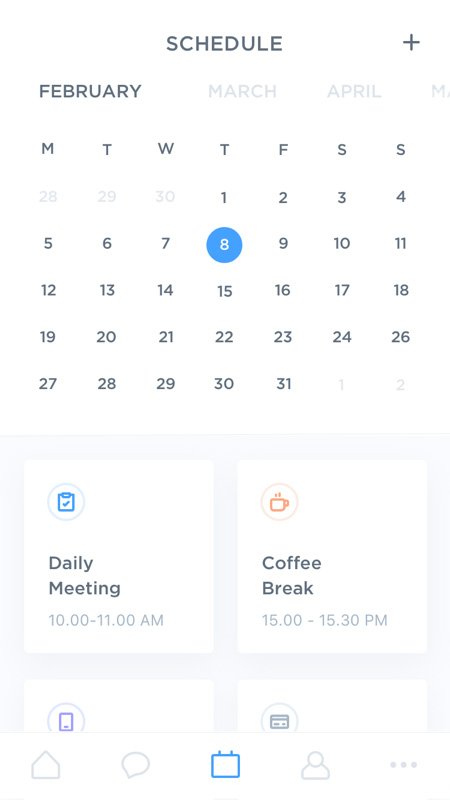 SCHEDULE +
FEBRUARY MARCH APRIL MA
M T W T F S S
28 29 30 1 2 3 4
5 6 7 8 9 10 11
12 13 14 15 16 17 18
19 20 21 22 23 24 26
27 28 29 30 31 1 2
Daily
Meeting
10.00-11.00 AM
Coffee
Break
15.00 - 15.30 PM